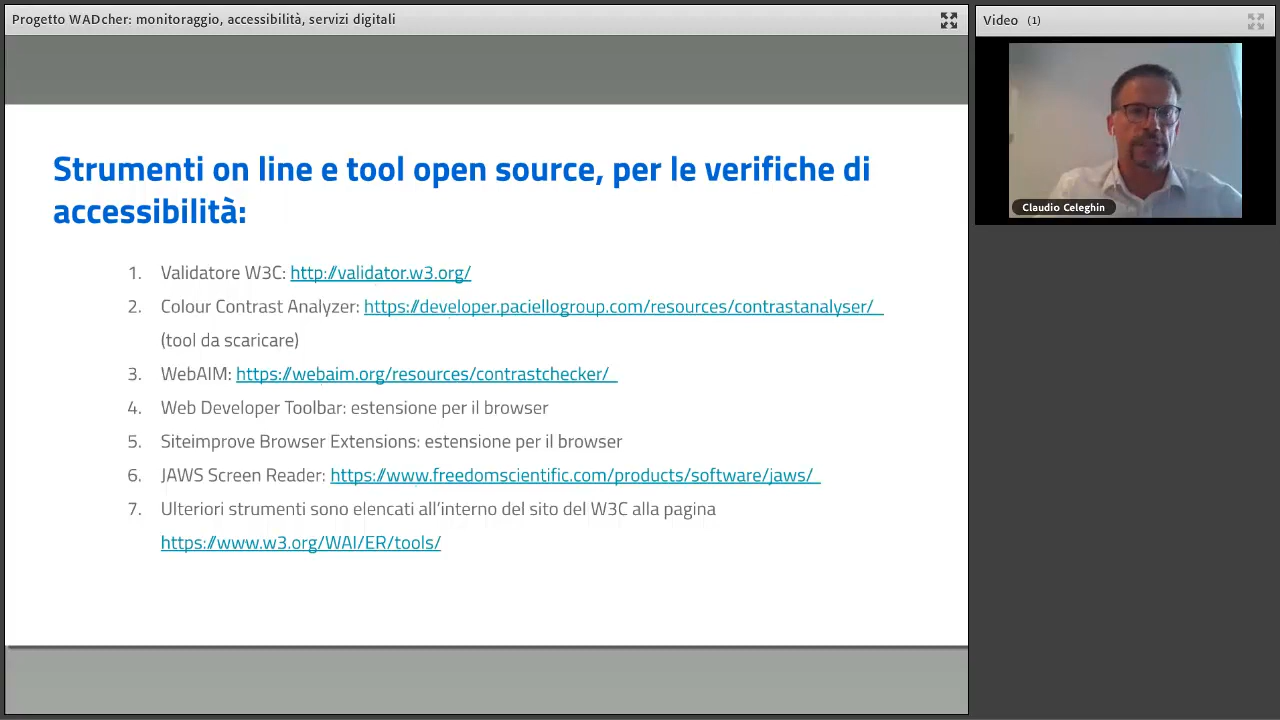 Progetto WADcher: monitoraggio, accessibilità, servizi digitali
Video (1)
Claudio Celeghin
Strumenti on line e tool open source, per le verifiche di
accessibilità:
1. Validatore W3C: http://validator.w3.org/
2. Colour Contrast Analyzer: https://developer.paciellogroup.com/resources/contrastanalyser/
(tool da scaricare)
3. WebAIM: https://webaim.org/resources/contrastchecker/
4. Web Developer Toolbar: estensione per il browser
5. Siteimprove Browser Extensions: estensione per il browser
6. JAWS Screen Reader: https://www.freedomscientific.com/products/software/jaws/
7. Ulteriori strumenti sono elencati all’interno del sito del W3C alla pagina
https://www.w3.org/WAI/ER/tools/